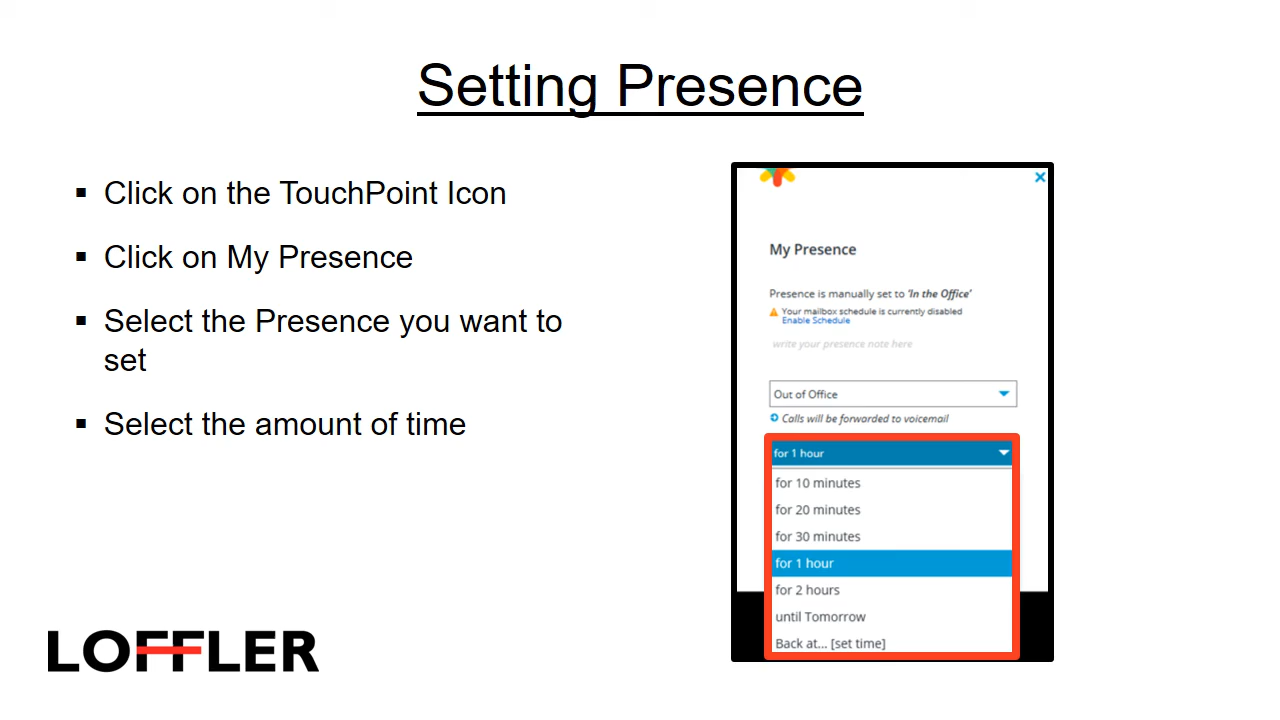 Setting Presence
▪ Click on the TouchPoint Icon
▪ Click on My Presence
▪ Select the Presence you want to
set
▪ Select the amount of time
My Presence
Presence is manually set to 'In the Office'
Your mailbox schedule is currently disabled
Enable Schedule
write your presence note here
Out of Office
Calls will be forwarded to voicemail
for 1 hour
for 10 minutes
for 20 minutes
for 30 minutes
for 1 hour
for 2 hours
until Tomorrow
Back at... [set time]
LOFFLER